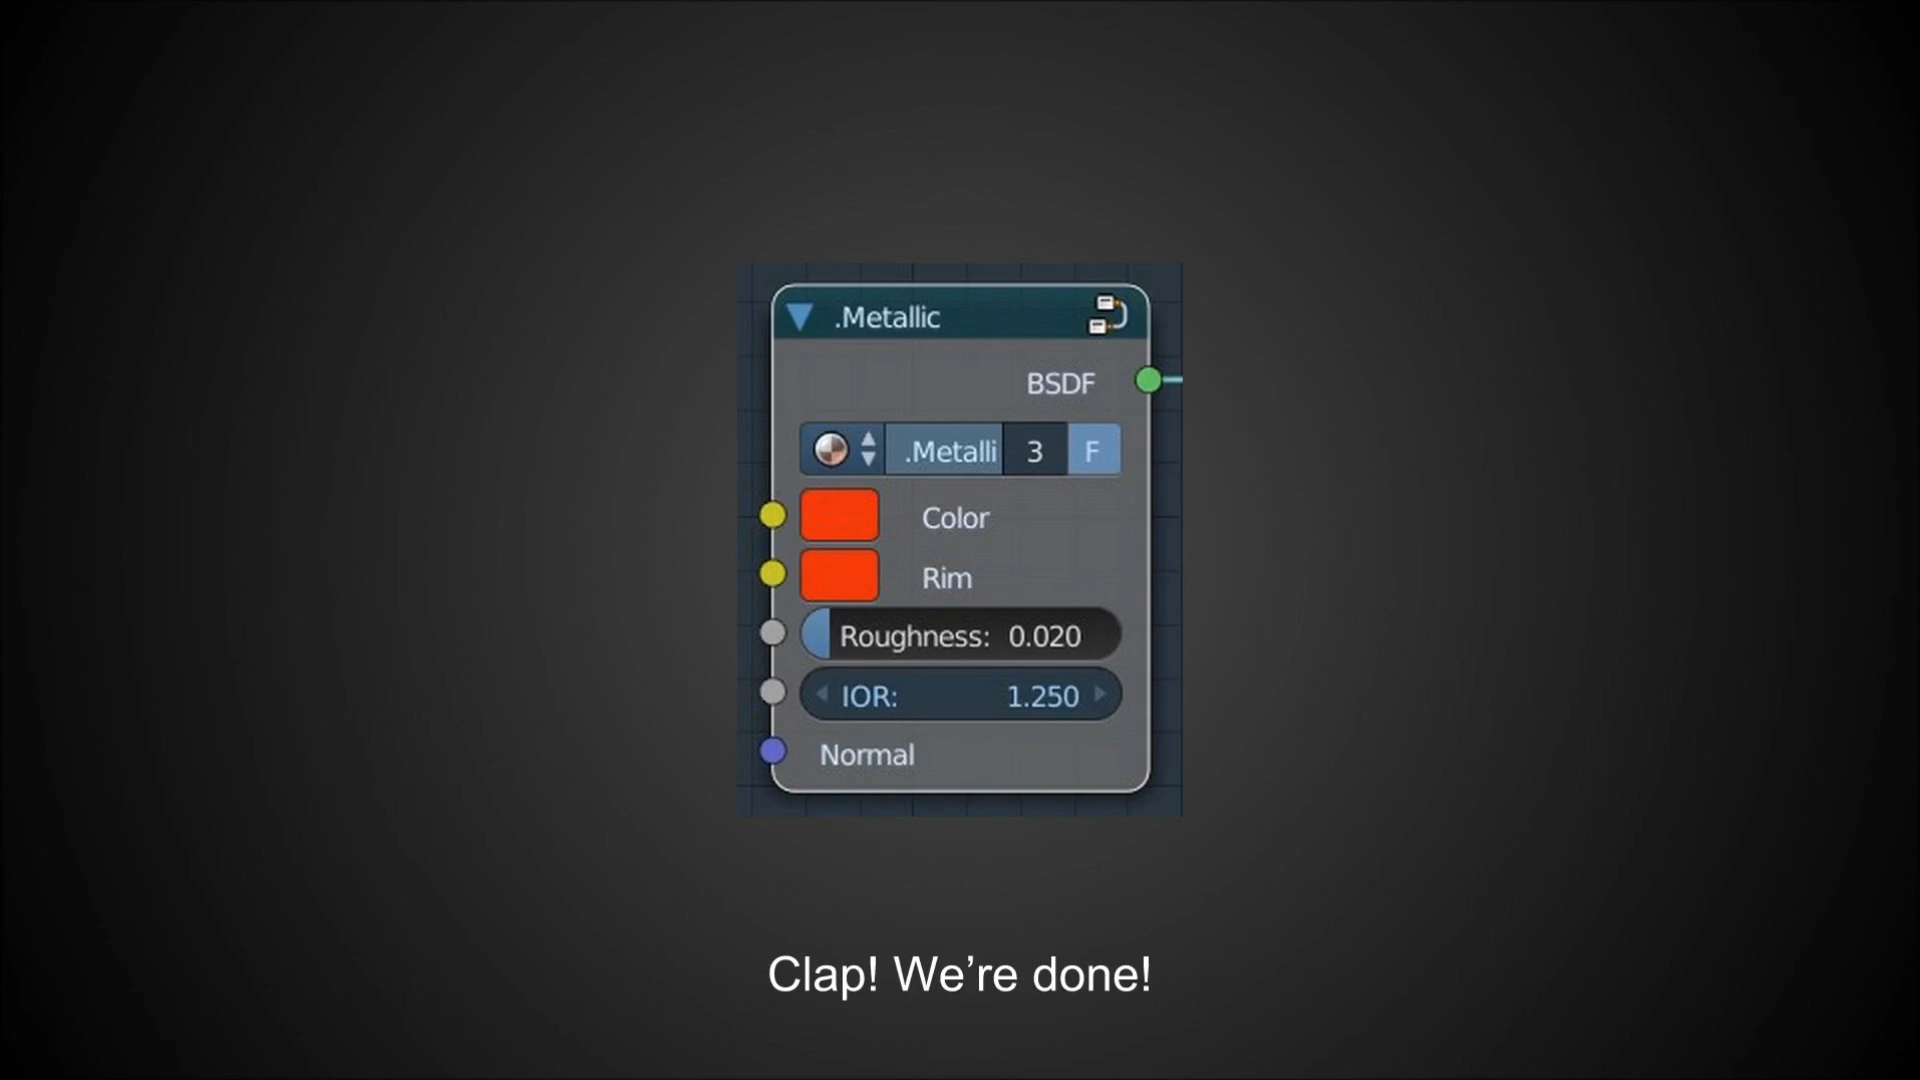 .Metallic
BSDF
.Metalli 3 F
Color
Rim
Roughness: 0.020
IOR: 1.250
Normal
Clap! We’re done!